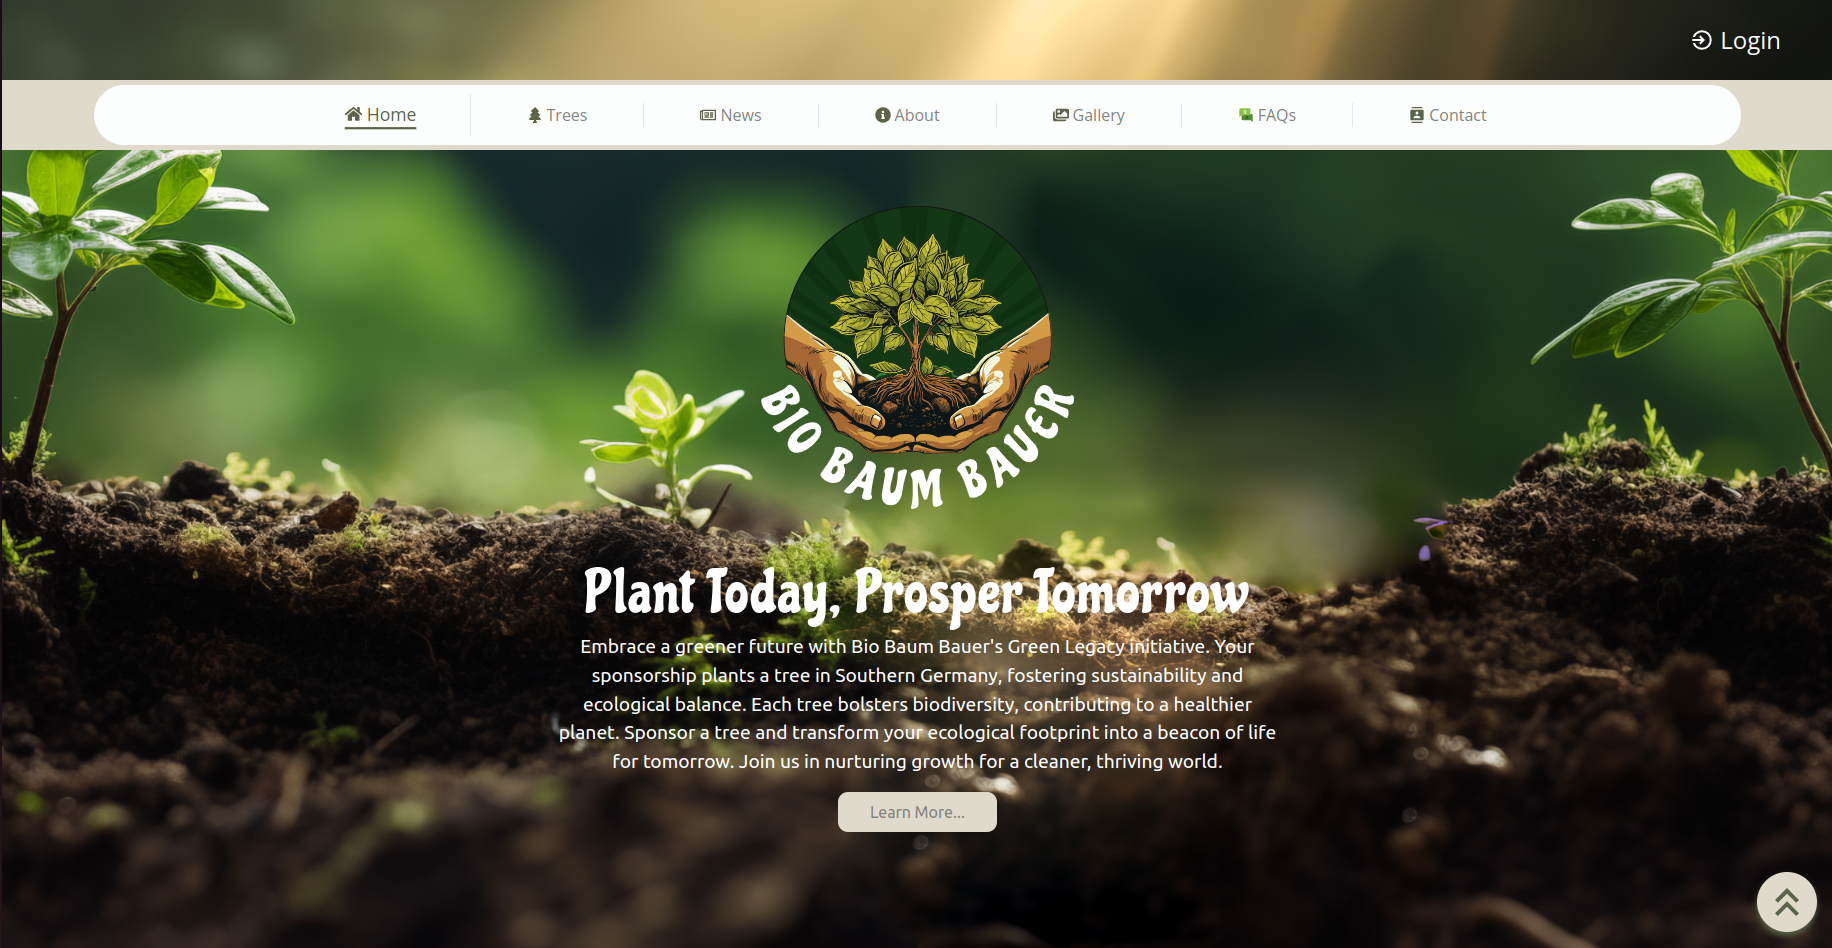 Login
Home Trees News About Gallery FAQs Contact
BIO BAUM BAUER
Plant Today, Prosper Tomorrow
Embrace a greener future with Bio Baum Bauer's Green Legacy initiative. Your
sponsorship plants a tree in Southern Germany, fostering sustainability and
ecological balance. Each tree bolsters biodiversity, contributing to a healthier
planet. Sponsor a tree and transform your ecological footprint into a beacon of life
for tomorrow. Join us in nurturing growth for a cleaner, thriving world.
Learn More...